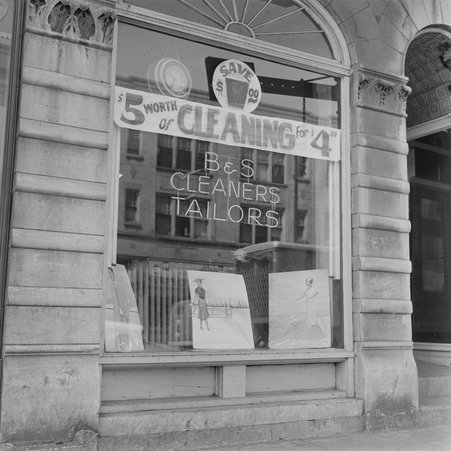 SAVE
$1.00
$5 WORTH
of CLEANING for $4.00
B & S
CLEANERS
TAILORS